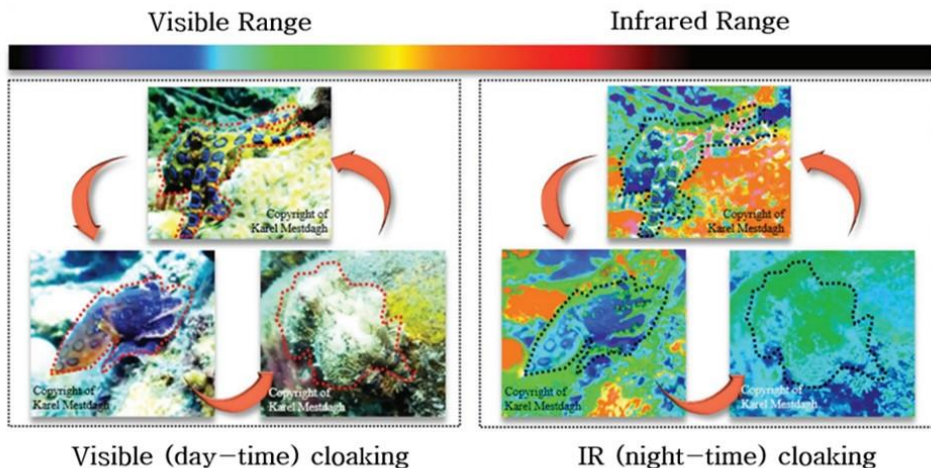 Visible Range
Infrared Range
Copyright of
Karel Mestdagh
Copyright of
Karel Mestdagh
Copyright of
Karel Mestdagh
Copyright of
Karel Mestdagh
Copyright of
Karel Mestdagh
Copyright of
Karel Mestdagh
Visible (day-time) cloaking
IR (night-time) cloaking